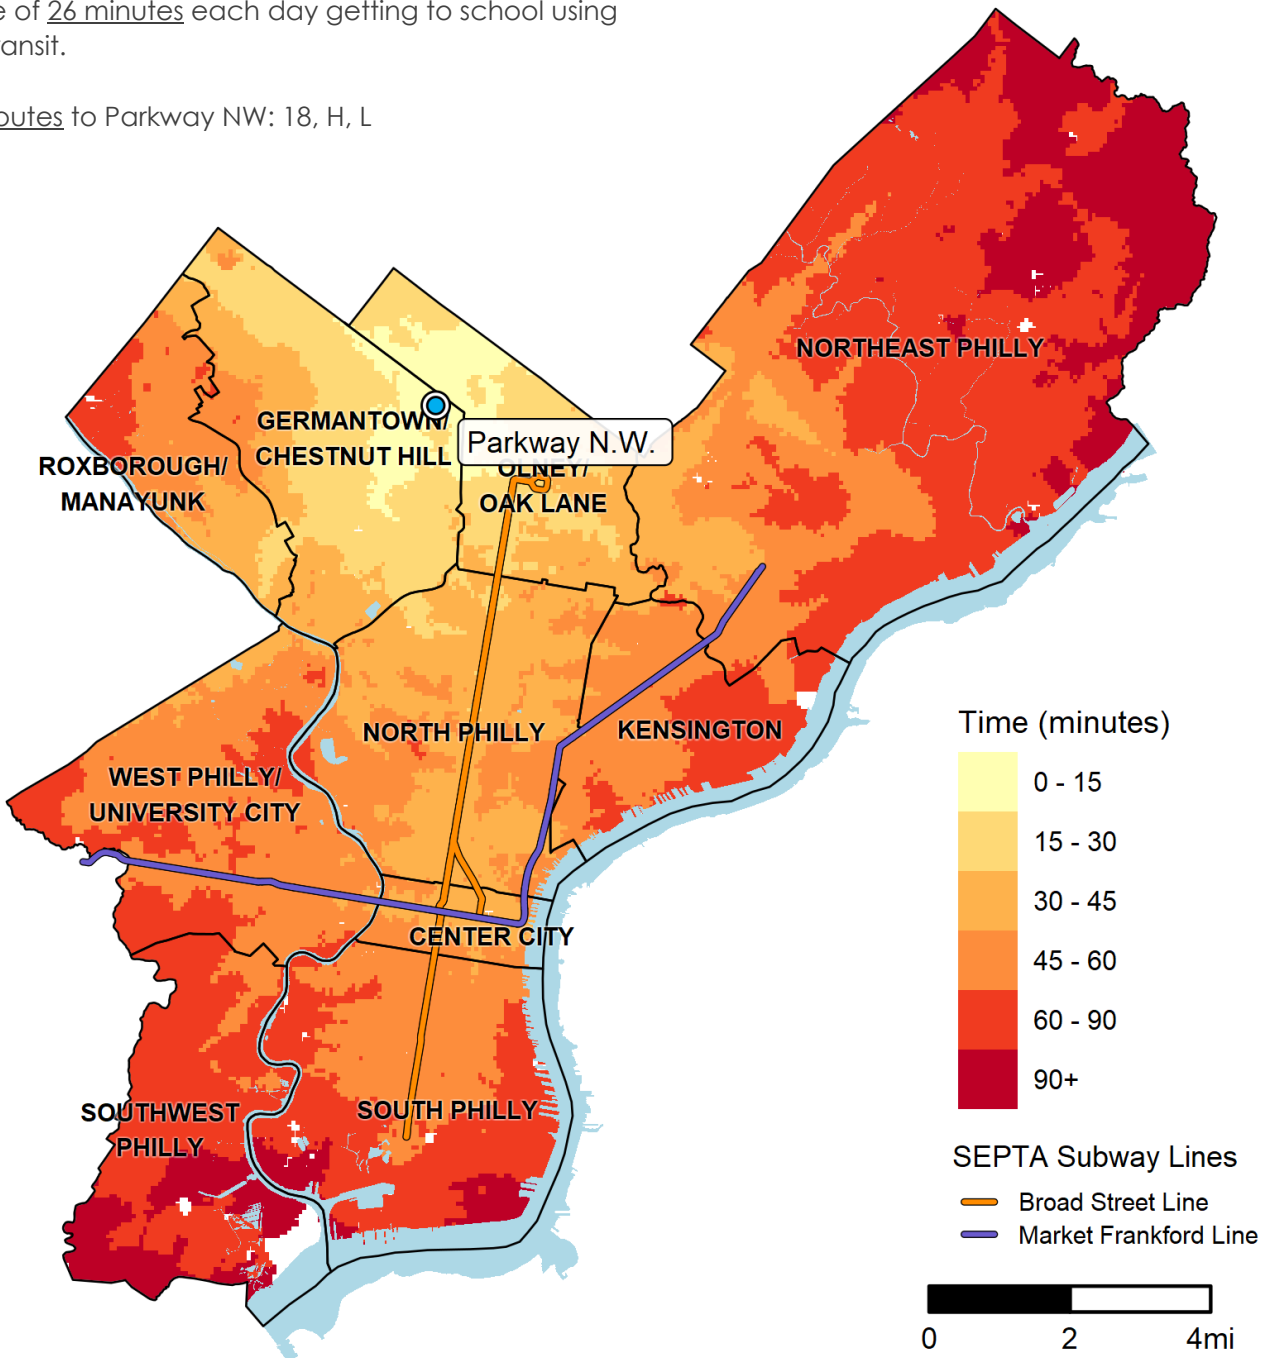 e of 26 minutes each day getting to school using
ansit.
outes to Parkway NW: 18, H, L
NORTHEAST PHILLY
GERMANTOWN/
CHESTNUT HILL
Parkway N.W.
ROXBOROUGH/
MANAYUNK
OLNEY/
OAK LANE
NORTH PHILLY
KENSINGTON
WEST PHILLY/
UNIVERSITY CITY
CENTER CITY
SOUTHWEST
PHILLY
SOUTH PHILLY
Time (minutes)
0 - 15
15 - 30
30 - 45
45 - 60
60 - 90
90+
SEPTA Subway Lines
Broad Street Line
Market Frankford Line
0 2 4mi